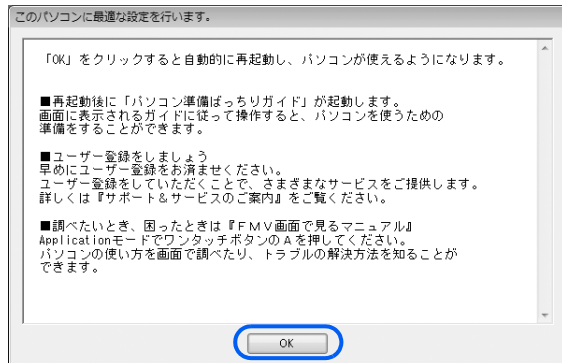 このパソコンに最適な設定を行います。
「OK」をクリックすると自動的に再起動し、パソコンが使えるようになります。
■再起動後に「パソコン準備ばっちりガイド」が起動します。
画面に表示されるガイドに従って操作すると、パソコンを使うための
準備をすることができます。
■ユーザー登録をしましょう
早めにユーザー登録をお済ませください。
ユーザー登録をしていただくことで、さまざまなサービスをご提供します。
詳しくは『サポート&サービスのご案内』をご覧ください。
■調べたいとき、困ったときは『FMV画面で見るマニュアル』
ApplicationモードでワンタッチボタンのAを押してください。
パソコンの使い方を画面で調べたり、トラブルの解決方法を知ることが
できます。
OK